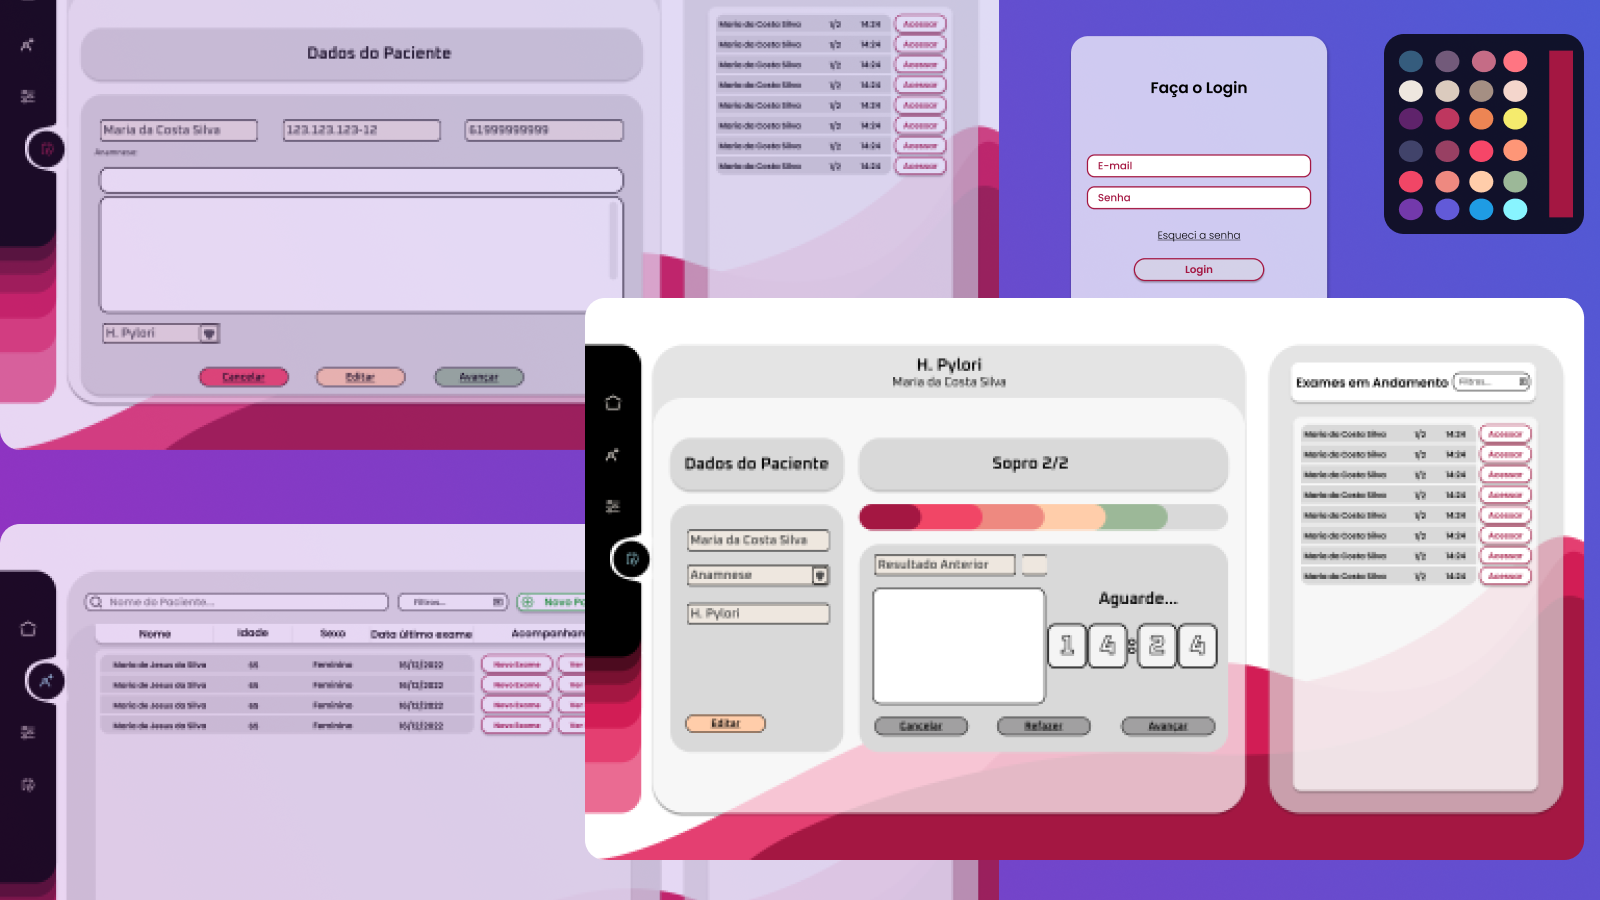 Dados do Paciente
Maria da Costa Silva
123.123.123-12
61999999999
Anamnese:
H. Pylori
Cancelar
Editar
Avançar
Maria da Costa Silva 1/2 14:24 Acessar
Maria da Costa Silva 1/2 14:24 Acessar
Maria da Costa Silva 1/2 14:24 Acessar
Maria da Costa Silva 1/2 14:24 Acessar
Maria da Costa Silva 1/2 14:24 Acessar
Maria da Costa Silva 1/2 14:24 Acessar
Maria da Costa Silva 1/2 14:24 Acessar
Maria da Costa Silva 1/2 14:24 Acessar
Faça o Login
E-mail
Senha
Esqueci a senha
Login
Nome do Paciente...
Filtros...
Novo Pa
Nome Idade Sexo Data último exame Acompanhan
Maria de Jesus da Silva 65 Feminino 16/12/2022 Novo Exame Ver
Maria de Jesus da Silva 65 Feminino 16/12/2022 Novo Exame Ver
Maria de Jesus da Silva 65 Feminino 16/12/2022 Novo Exame Ver
Maria de Jesus da Silva 65 Feminino 16/12/2022 Novo Exame Ver
H. Pylori
Maria da Costa Silva
Dados do Paciente
Maria da Costa Silva
Anamnese
H. Pylori
Editar
Sopro 2/2
Resultado Anterior
Aguarde...
14:24
Cancelar
Refazer
Avançar
Exames em Andamento
Filtros...
Maria da Costa Silva 1/2 14:24 Acessar
Maria da Costa Silva 1/2 14:24 Acessar
Maria da Costa Silva 1/2 14:24 Acessar
Maria da Costa Silva 1/2 14:24 Acessar
Maria da Costa Silva 1/2 14:24 Acessar
Maria da Costa Silva 1/2 14:24 Acessar
Maria da Costa Silva 1/2 14:24 Acessar
Maria da Costa Silva 1/2 14:24 Acessar